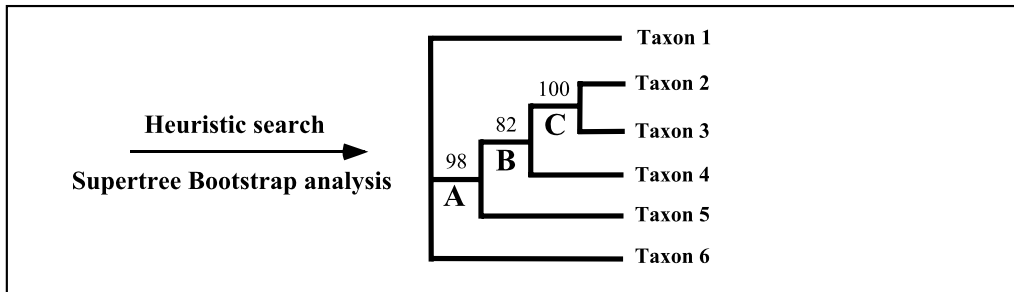 Heuristic search
Supertree Bootstrap analysis
Taxon 1
100
Taxon 2
82
C
Taxon 3
98
B
Taxon 4
A
Taxon 5
Taxon 6